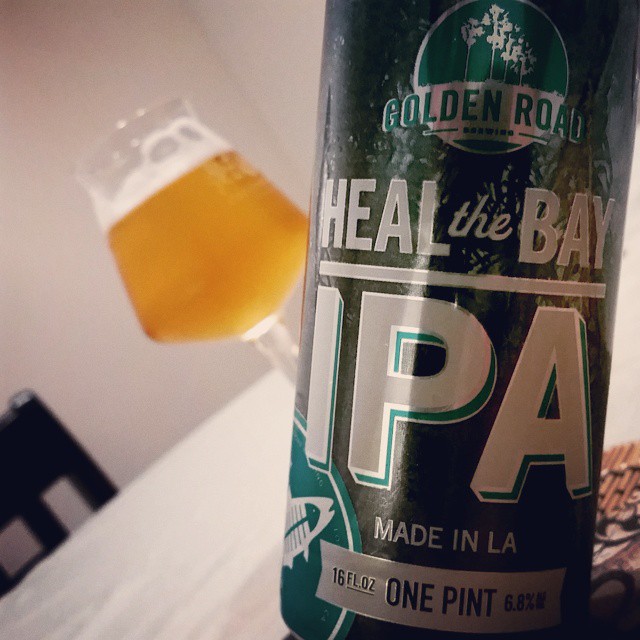 GOLDEN ROAD
BREWING
HEAL the BAY
IPA
MADE IN LA
16 FL.OZ ONE PINT 6.8%